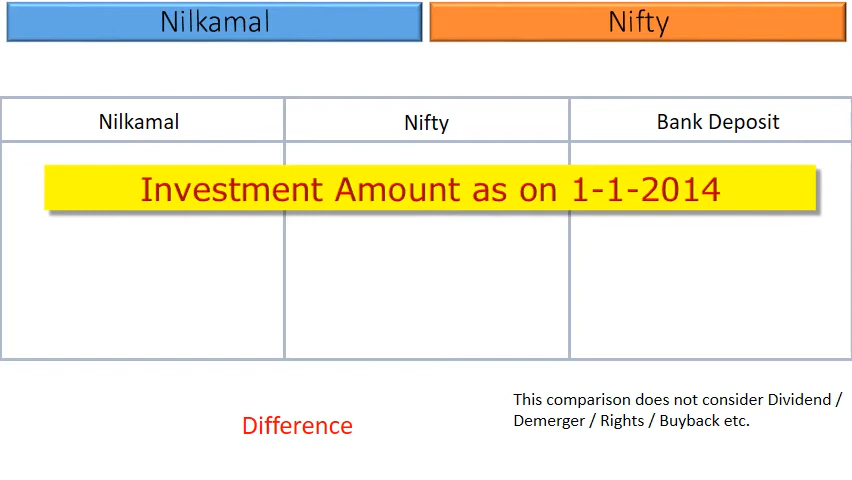 Nilkamal
Nifty
Nilkamal
Nifty
Bank Deposit
Investment Amount as on 1-1-2014
Difference
This comparison does not consider Dividend /
Demerger / Rights / Buyback etc.